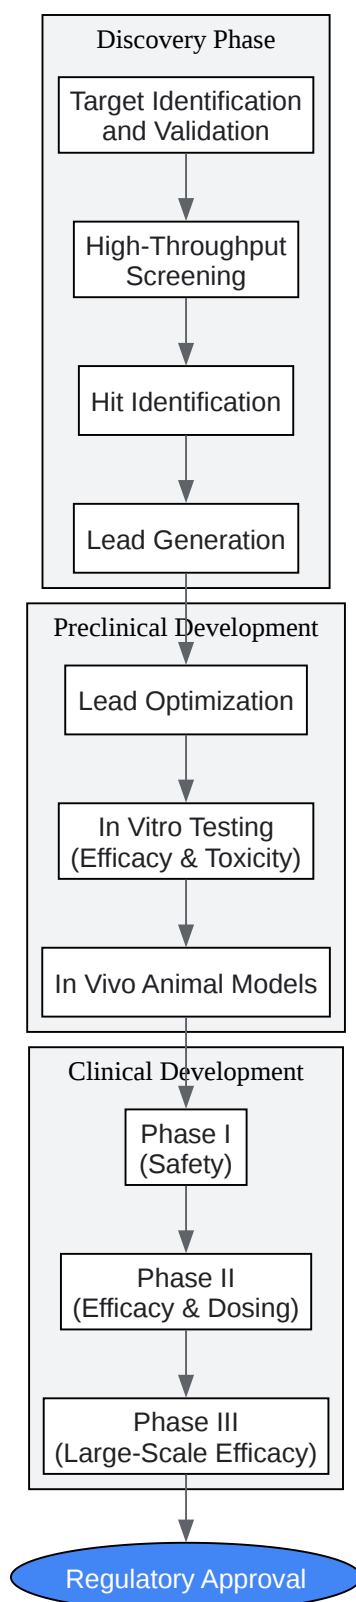 Discovery Phase
Target Identification
and Validation
High-Throughput
Screening
Hit Identification
Lead Generation
Preclinical Development
Lead Optimization
In Vitro Testing
(Efficacy & Toxicity)
In Vivo Animal Models
Clinical Development
Phase I
(Safety)
Phase II
(Efficacy & Dosing)
Phase III
(Large-Scale Efficacy)
Regulatory Approval